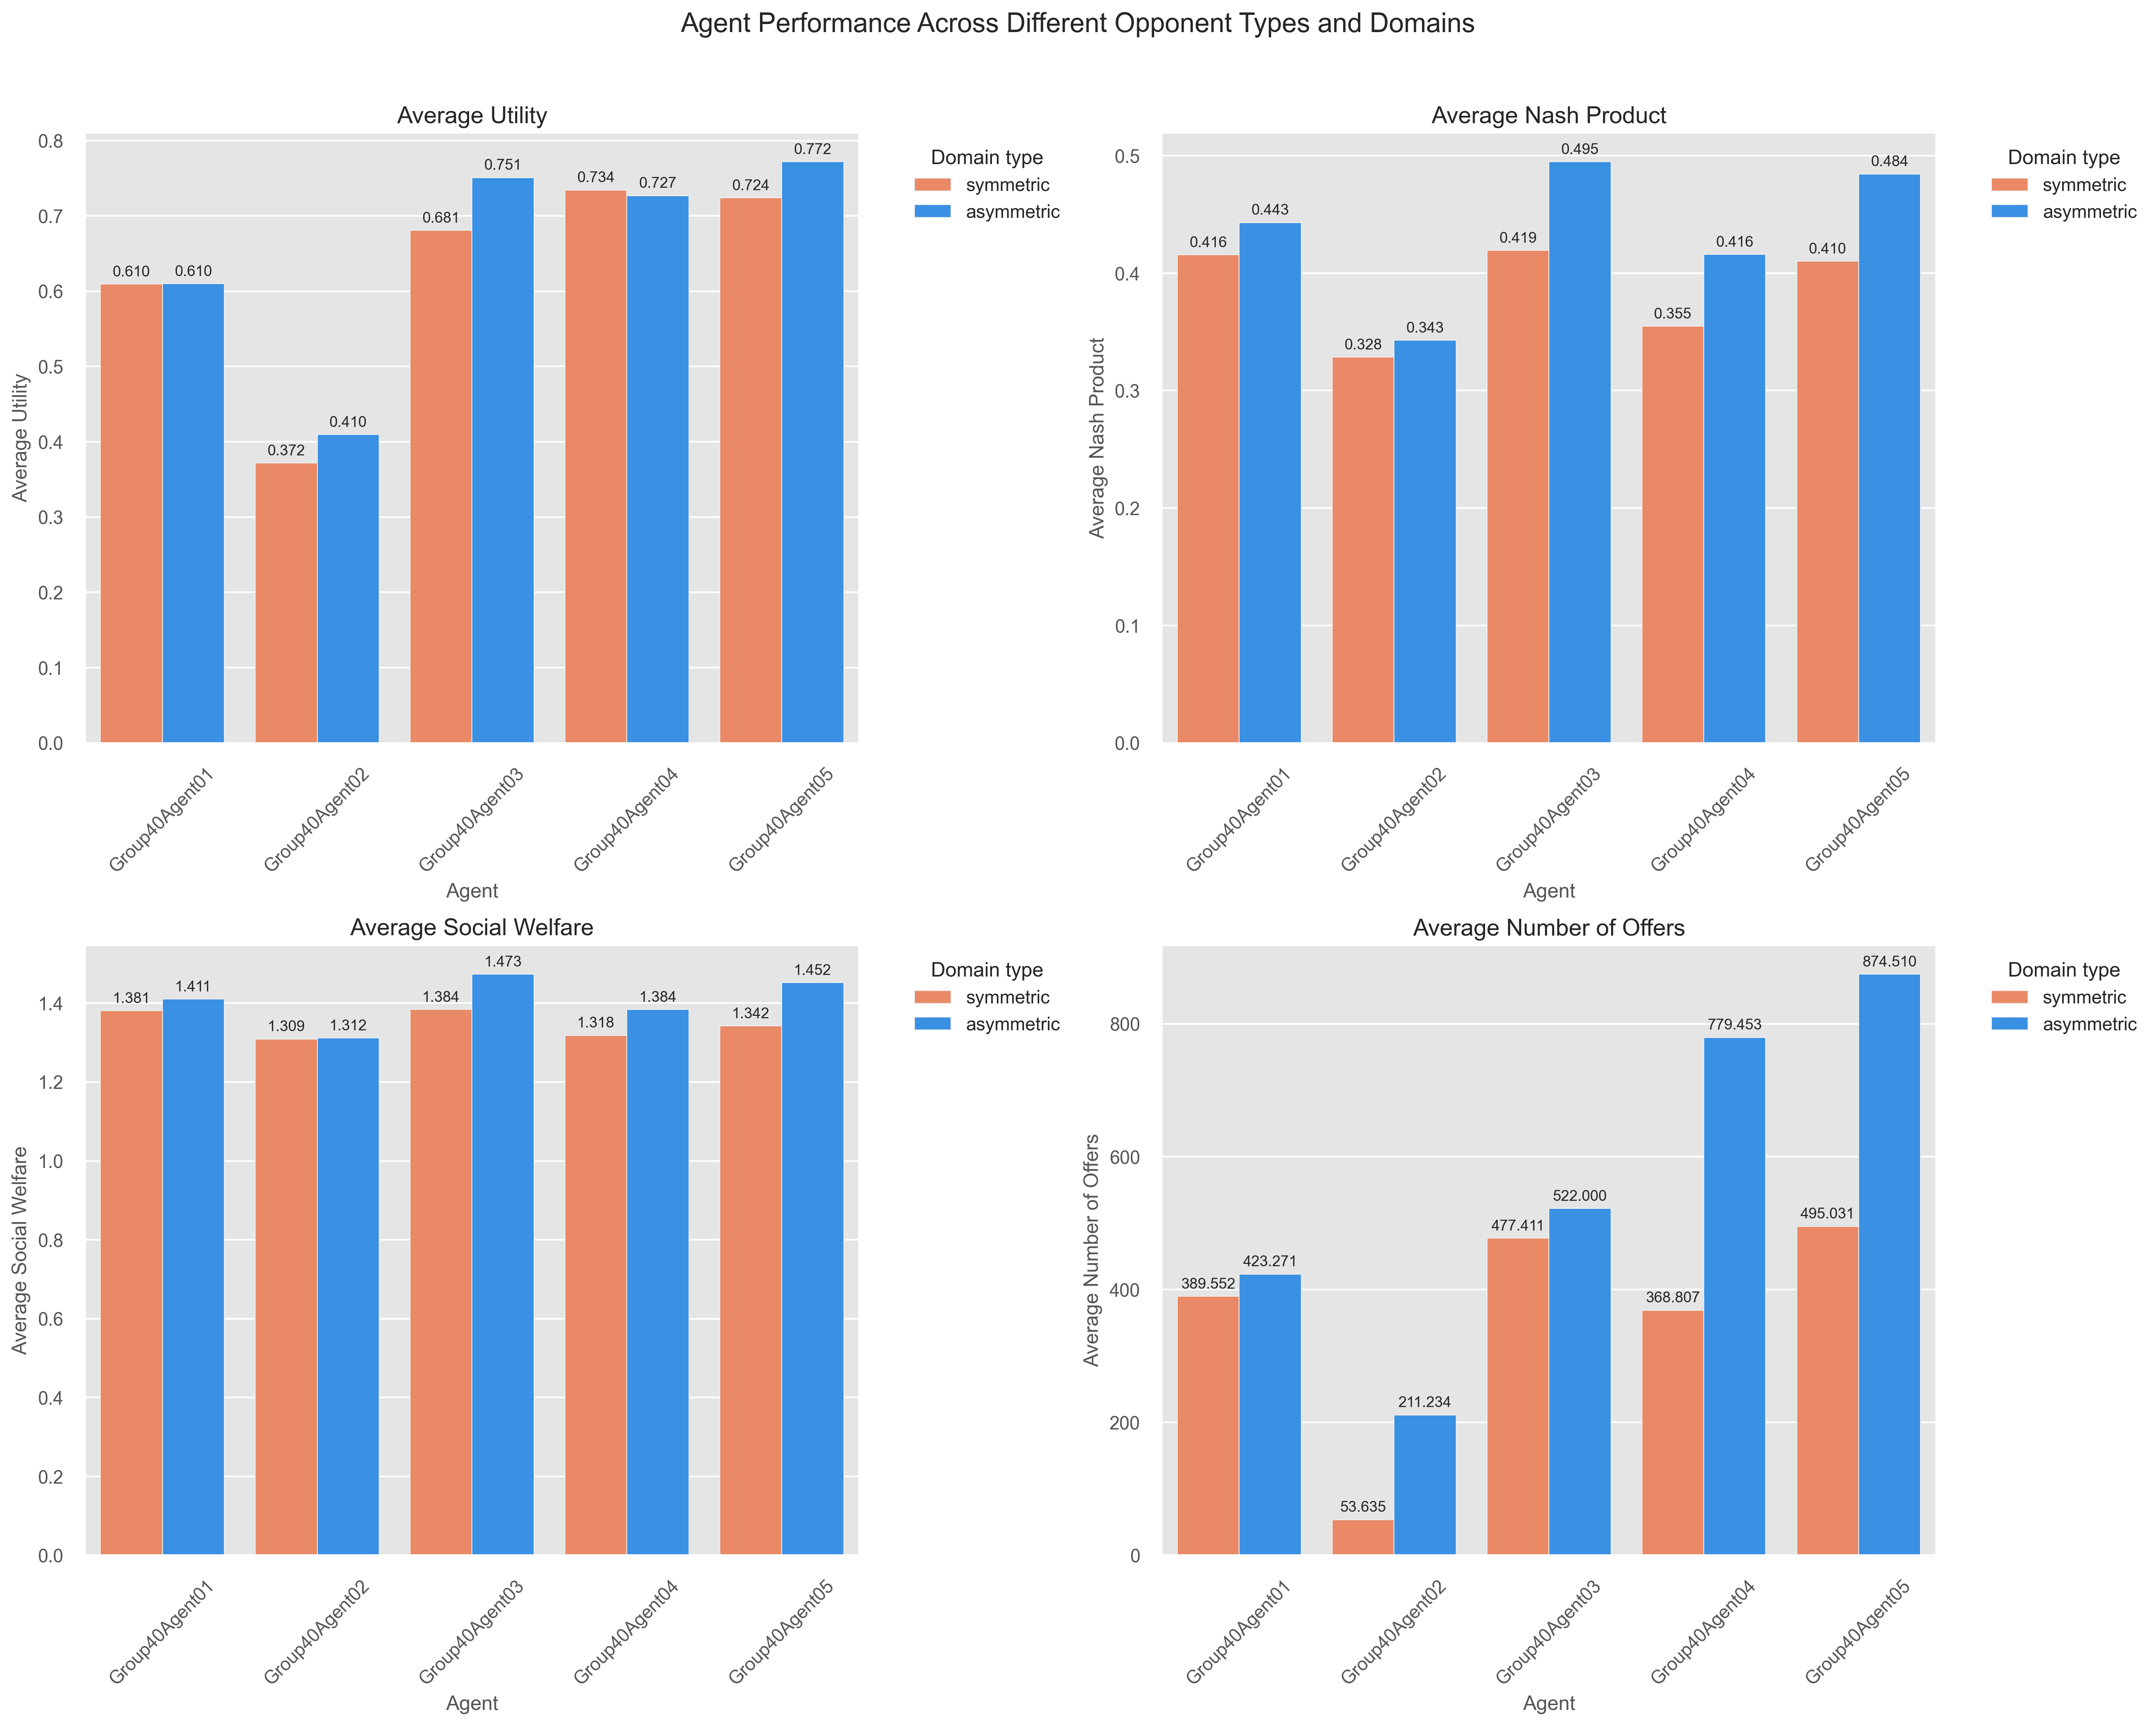 Agent Performance Across Different Opponent Types and Domains
Average Utility
Average Utility
0.8
0.7
0.6
0.5
0.4
0.3
0.2
0.1
0.0
0.610
0.610
0.372
0.410
0.681
0.751
0.734
0.727
0.724
0.772
Group40Agent01
Group40Agent02
Group40Agent03
Group40Agent04
Group40Agent05
Agent
Domain type
symmetric
asymmetric
Average Nash Product
Average Nash Product
0.5
0.4
0.3
0.2
0.1
0.0
0.416
0.443
0.328
0.343
0.419
0.495
0.355
0.416
0.410
0.484
Group40Agent01
Group40Agent02
Group40Agent03
Group40Agent04
Group40Agent05
Agent
Domain type
symmetric
asymmetric
Average Social Welfare
Average Social Welfare
1.4
1.2
1.0
0.8
0.6
0.4
0.2
0.0
1.381
1.411
1.309
1.312
1.384
1.473
1.318
1.384
1.342
1.452
Group40Agent01
Group40Agent02
Group40Agent03
Group40Agent04
Group40Agent05
Agent
Domain type
symmetric
asymmetric
Average Number of Offers
Average Number of Offers
800
600
400
200
0
389.552
423.271
53.635
211.234
477.411
522.000
368.807
779.453
495.031
874.510
Group40Agent01
Group40Agent02
Group40Agent03
Group40Agent04
Group40Agent05
Agent
Domain type
symmetric
asymmetric